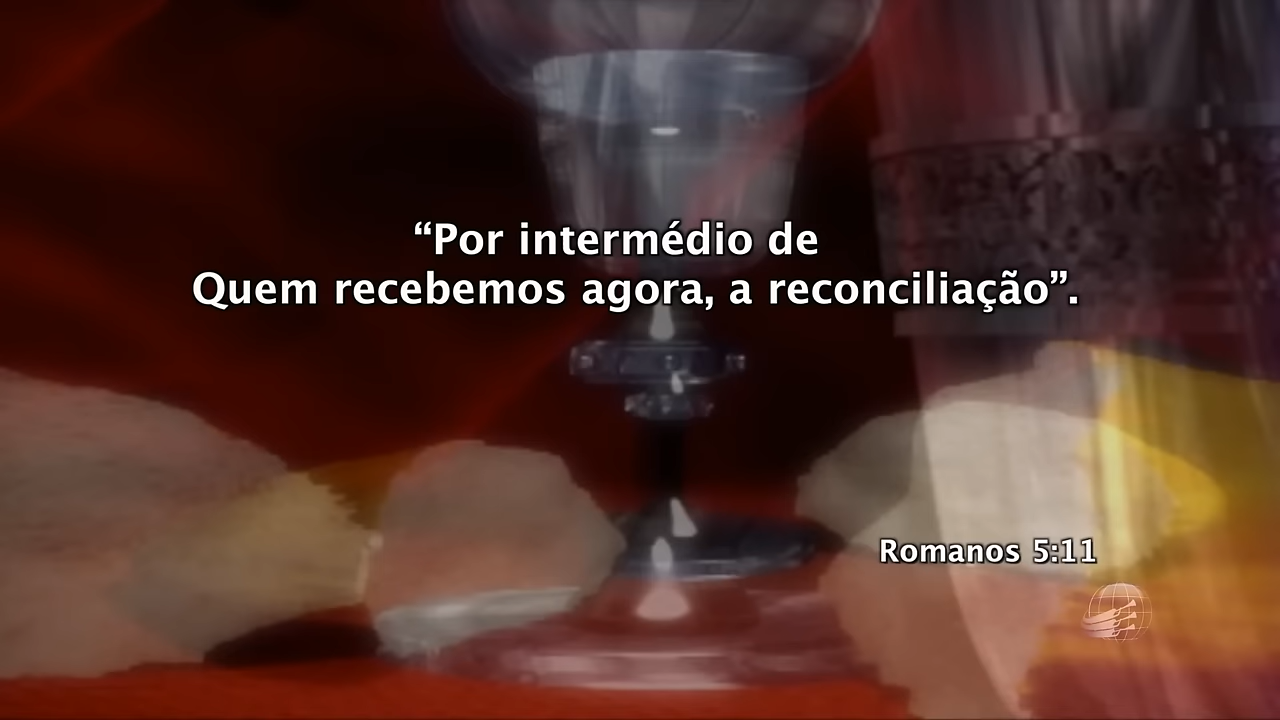 “Por intermédio de
Quem recebemos agora, a reconciliação”.
Romanos 5:11